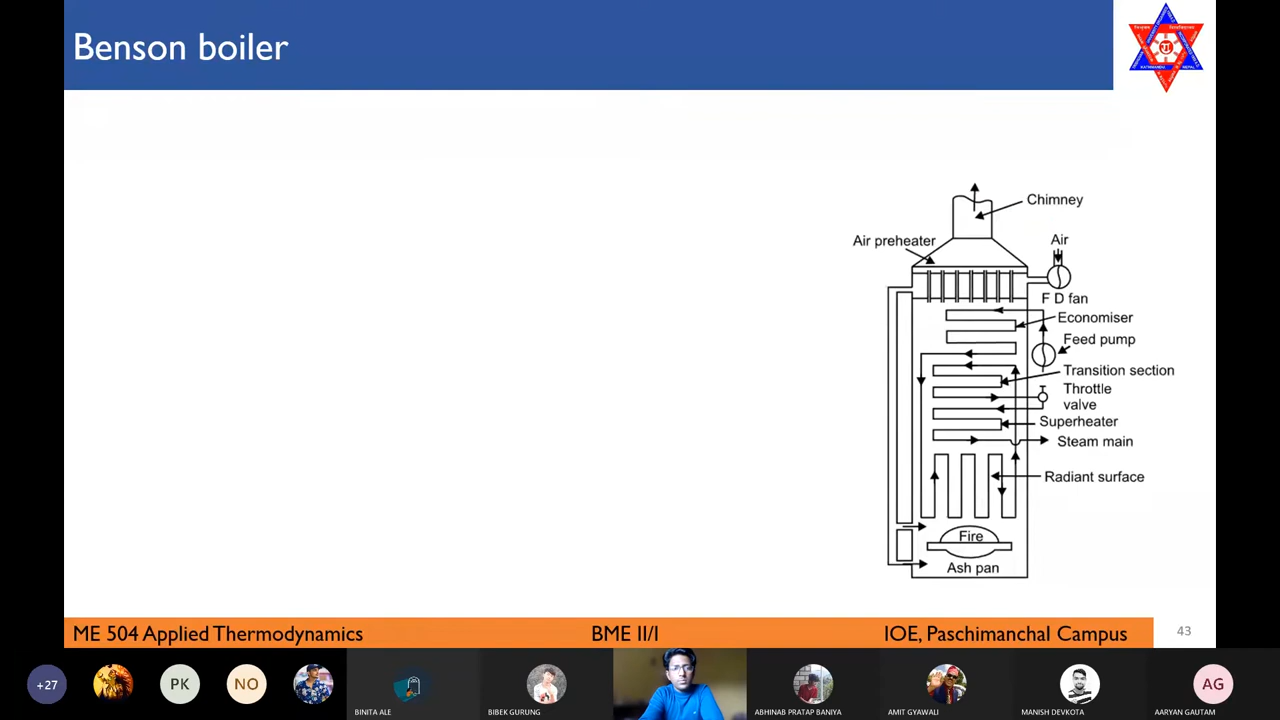 Benson boiler
Chimney
Air preheater
Air
F D fan
Economiser
Feed pump
Transition section
Throttle
valve
Superheater
Steam main
Radiant surface
Fire
Ash pan
ME 504 Applied Thermodynamics
BME II/I
IOE, Paschimanchal Campus
43
+27
PK
NO
BINITA ALE
BIBEK GURUNG
ABHINAB PRATAP BANIYA
AMIT GYAWALI
MANISH DEVKOTA
AG
AARYAN GAUTAM